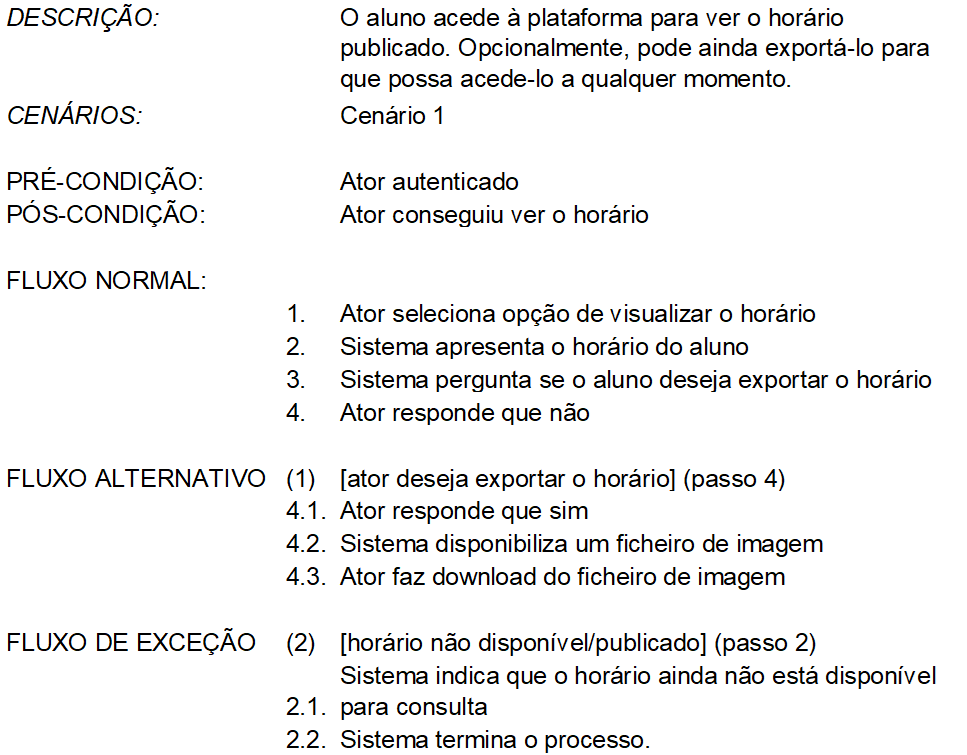 DESCRIÇÃO: O aluno acede à plataforma para ver o horário
publicado. Opcionalmente, pode ainda exportá-lo para
que possa acede-lo a qualquer momento.
CENÁRIOS: Cenário 1
PRÉ-CONDIÇÃO: Ator autenticado
PÓS-CONDIÇÃO: Ator conseguiu ver o horário
FLUXO NORMAL:
1. Ator seleciona opção de visualizar o horário
2. Sistema apresenta o horário do aluno
3. Sistema pergunta se o aluno deseja exportar o horário
4. Ator responde que não
FLUXO ALTERNATIVO (1) [ator deseja exportar o horário] (passo 4)
4.1. Ator responde que sim
4.2. Sistema disponibiliza um ficheiro de imagem
4.3. Ator faz download do ficheiro de imagem
FLUXO DE EXCEÇÃO (2) [horário não disponível/publicado] (passo 2)
Sistema indica que o horário ainda não está disponível
2.1. para consulta
2.2. Sistema termina o processo.